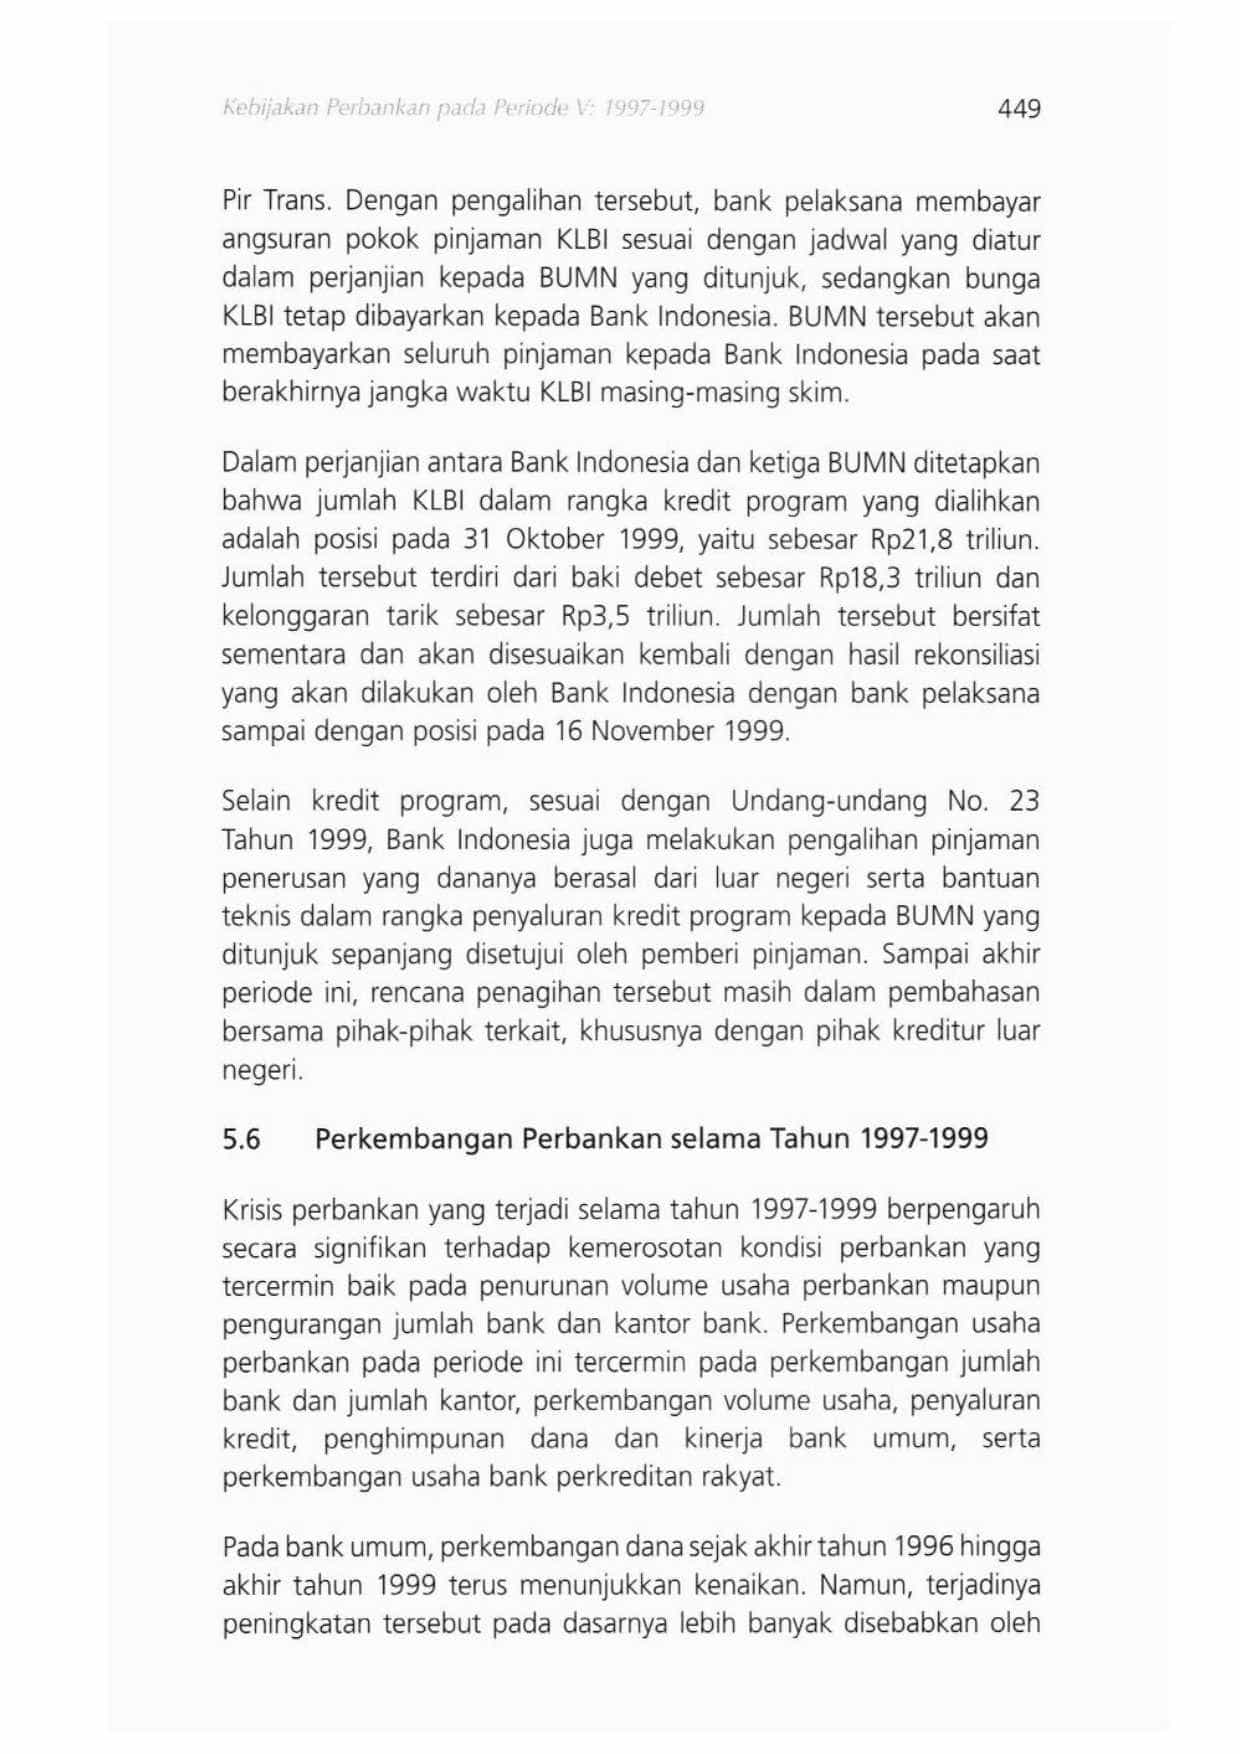 Kebijakan Perbankan pada Periode V: 1997-1999 449
Pir Trans. Dengan pengalihan tersebut, bank pelaksana membayar
angsuran pokok pinjaman KLBI sesuai dengan jadwal yang diatur
dalam perjanjian kepada BUMN yang ditunjuk, sedangkan bunga
KLBI tetap dibayarkan kepada Bank Indonesia. BUMN tersebut akan
membayarkan seluruh pinjaman kepada Bank Indonesia pada saat
berakhirnya jangka waktu KLBI masing-masing skim.
Dalam perjanjian antara Bank Indonesia dan ketiga BUMN ditetapkan
bahwa jumlah KLBI dalam rangka kredit program yang dialihkan
adalah posisi pada 31 Oktober 1999, yaitu sebesar Rp21,8 triliun.
Jumlah tersebut terdiri dari baki debet sebesar Rp18,3 triliun dan
kelonggaran tarik sebesar Rp3,5 triliun. Jumlah tersebut bersifat
sementara dan akan disesuaikan kembali dengan hasil rekonsiliasi
yang akan dilakukan oleh Bank Indonesia dengan bank pelaksana
sampai dengan posisi pada 16 November 1999.
Selain kredit program, sesuai dengan Undang-undang No. 23
Tahun 1999, Bank Indonesia juga melakukan pengalihan pinjaman
penerusan yang dananya berasal dari luar negeri serta bantuan
teknis dalam rangka penyaluran kredit program kepada BUMN yang
ditunjuk sepanjang disetujui oleh pemberi pinjaman. Sampai akhir
periode ini, rencana penagihan tersebut masih dalam pembahasan
bersama pihak-pihak terkait, khususnya dengan pihak kreditur luar
negeri.
5.6 Perkembangan Perbankan selama Tahun 1997-1999
Krisis perbankan yang terjadi selama tahun 1997-1999 berpengaruh
secara signifikan terhadap kemerosotan kondisi perbankan yang
tercermin baik pada penurunan volume usaha perbankan maupun
pengurangan jumlah bank dan kantor bank. Perkembangan usaha
perbankan pada periode ini tercermin pada perkembangan jumlah
bank dan jumlah kantor, perkembangan volume usaha, penyaluran
kredit, penghimpunan dana dan kinerja bank umum, serta
perkembangan usaha bank perkreditan rakyat.
Pada bank umum, perkembangan dana sejak akhir tahun 1996 hingga
akhir tahun 1999 terus menunjukkan kenaikan. Namun, terjadinya
peningkatan tersebut pada dasarnya lebih banyak disebabkan oleh